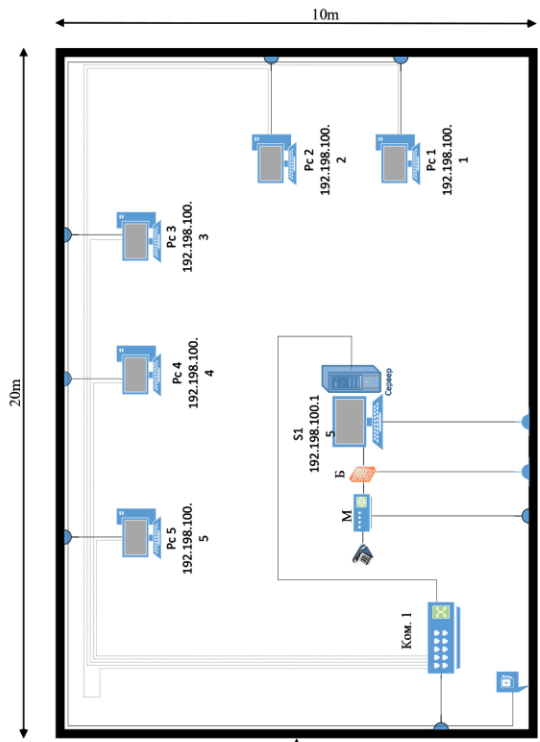 10m
20m
Pc 2
192.198.100.
2
Pc 1
192.198.100.
1
Pc 3
192.198.100.
3
Pc 4
192.198.100.
4
Сервер
S1
192.198.100.1
5
Б
М
Pc 5
192.198.100.
5
Ком. 1